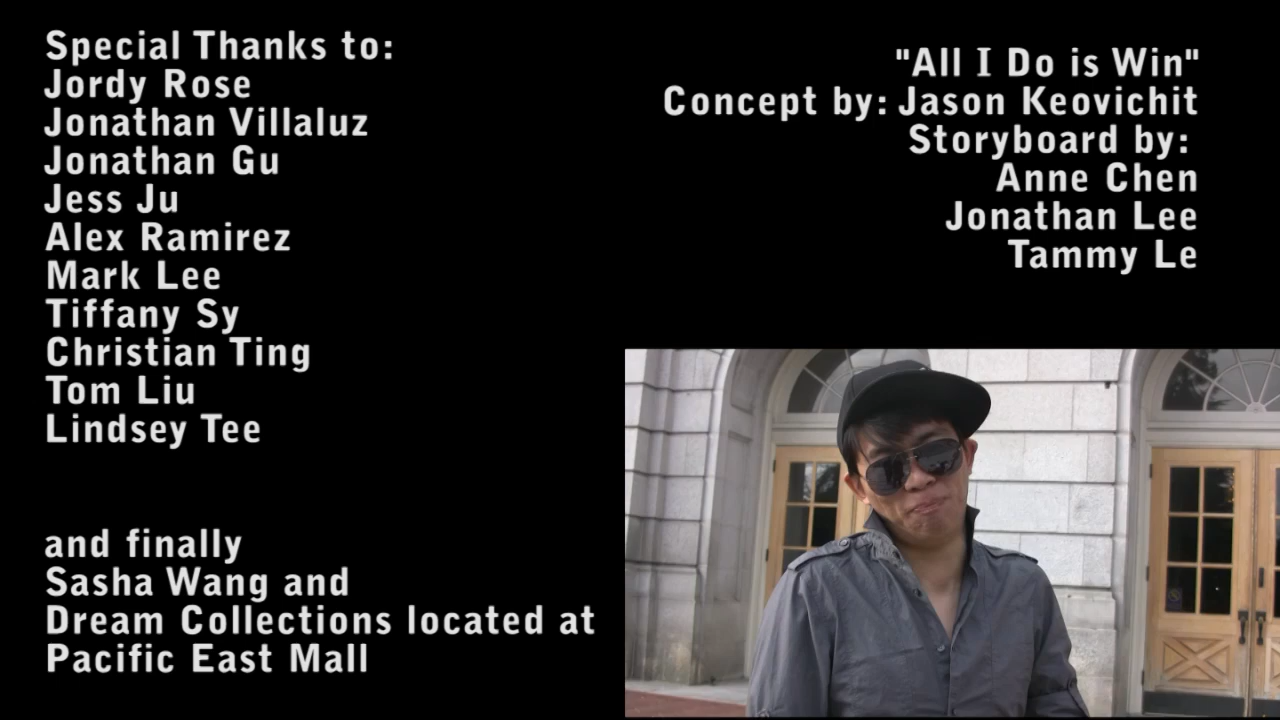 Special Thanks to:
Jordy Rose
Jonathan Villaluz
Jonathan Gu
Jess Ju
Alex Ramirez
Mark Lee
Tiffany Sy
Christian Ting
Tom Liu
Lindsey Tee
and finally
Sasha Wang and
Dream Collections located at
Pacific East Mall
"All I Do is Win"
Concept by: Jason Keovichit
Storyboard by:
Anne Chen
Jonathan Lee
Tammy Le